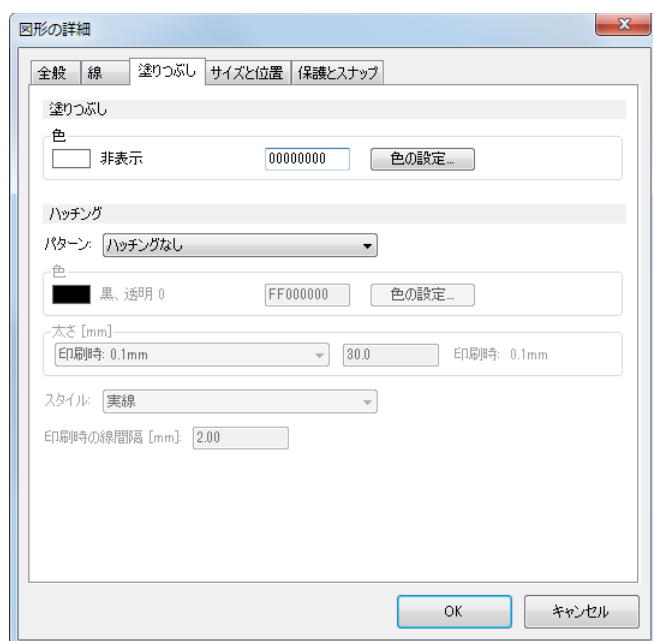 図形の詳細
全般 線 塗りつぶし サイズと位置 保護とスナップ
塗りつぶし
色
非表示 00000000 色の設定...
ハッチング
パターン: ハッチングなし
色
黒、透明 0 FF000000 色の設定...
太さ [mm]
印刷時: 0.1mm 30.0 印刷時: 0.1mm
スタイル: 実線
印刷時の線間隔 [mm]: 2.00
OK キャンセル